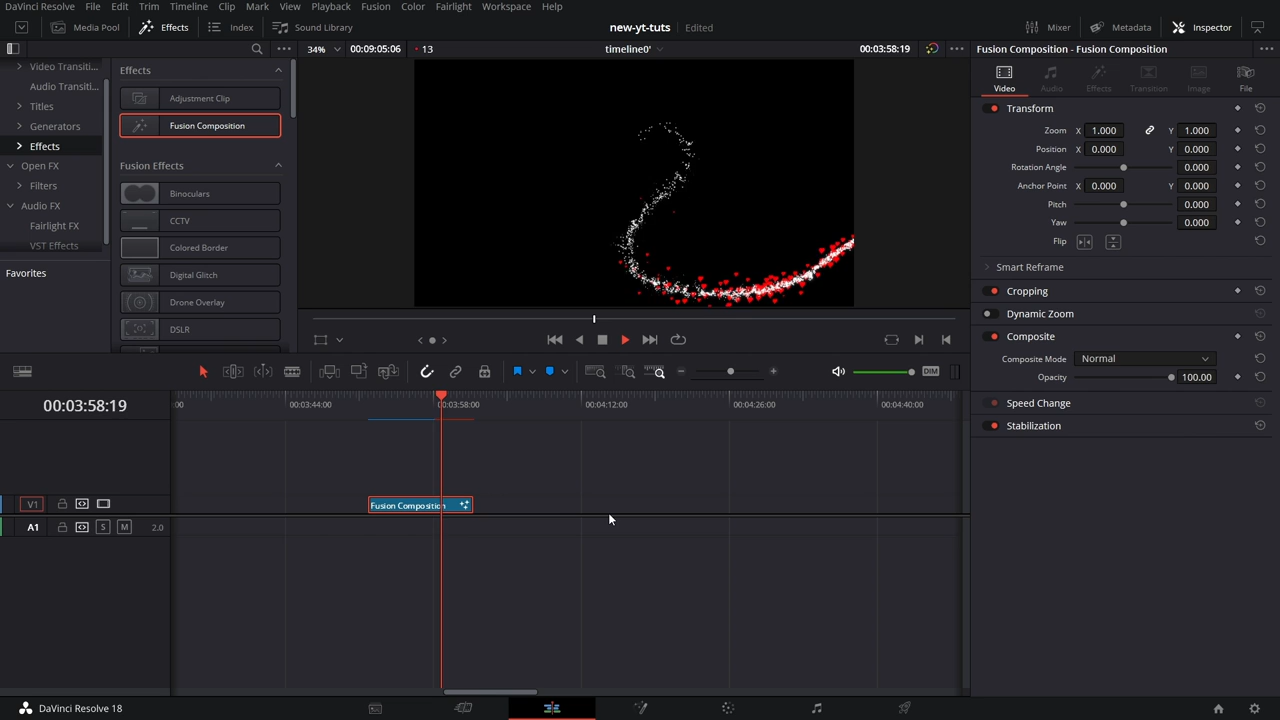 DaVinci Resolve File Edit Trim Timeline Clip Mark View Playback Fusion Color Fairlight Workspace Help
Media Pool Effects Index Sound Library new-yt-tuts Edited Mixer Metadata Inspector
34% 00:09:05:06 13 timeline0' 00:03:58:19 Fusion Composition - Fusion Composition
Video Transiti...
Audio Transiti...
Titles
Generators
Effects
Open FX
Filters
Audio FX
Fairlight FX
VST Effects
Favorites
Effects
Adjustment Clip
Fusion Composition
Fusion Effects
Binoculars
CCTV
Colored Border
Digital Glitch
Drone Overlay
DSLR
Video Audio Effects Transition Image File
Transform
Zoom X 1.000 Y 1.000
Position X 0.000 Y 0.000
Rotation Angle 0.000
Anchor Point X 0.000 Y 0.000
Pitch 0.000
Yaw 0.000
Flip
Smart Reframe
Cropping
Dynamic Zoom
Composite
Composite Mode Normal
Opacity 100.00
Speed Change
Stabilization
DIM
00:03:58:19
:00 00:03:44:00 00:03:58:00 00:04:12:00 00:04:26:00 00:04:40:00
V1 Fusion Composition
A1 S M 2.0
DaVinci Resolve 18